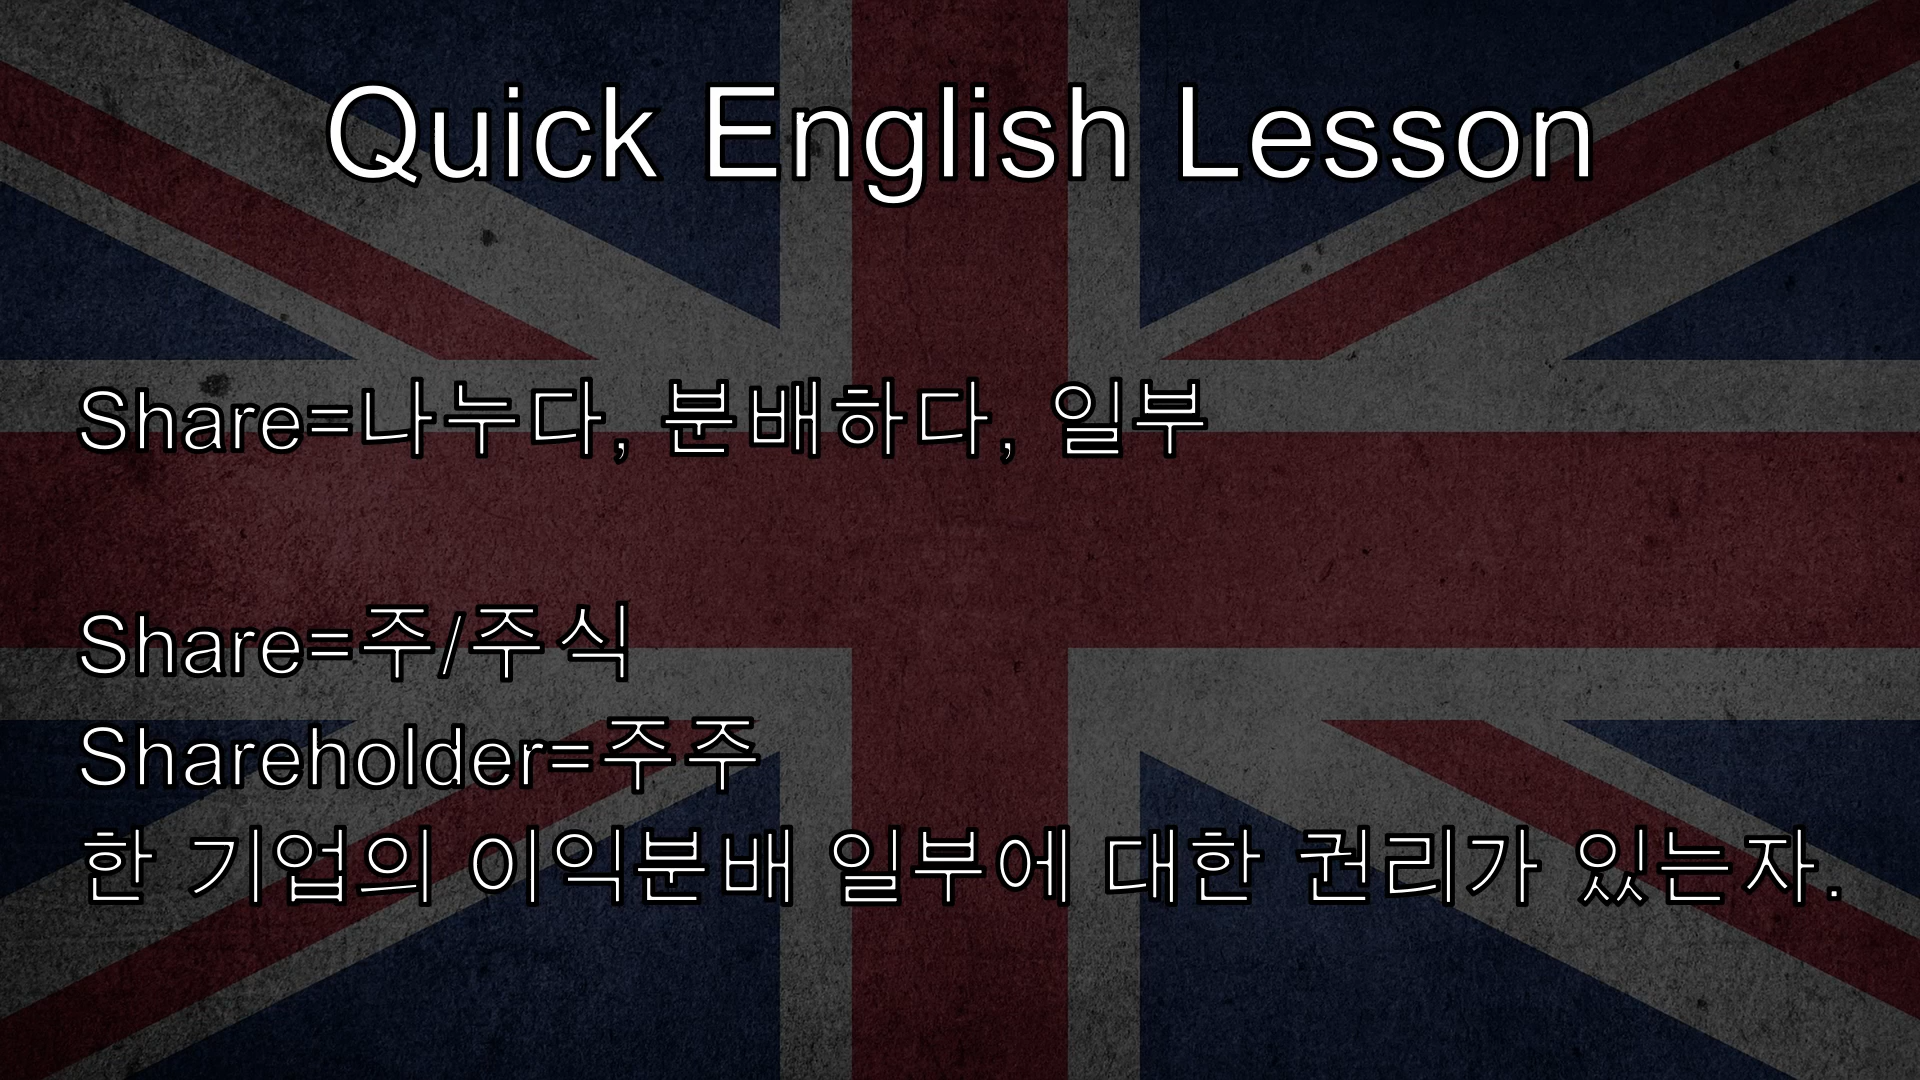 Quick English Lesson
Share=나누다, 분배하다, 일부
Share=주/주식
Shareholder=주주
한 기업의 이익분배 일부에 대한 권리가 있는자.